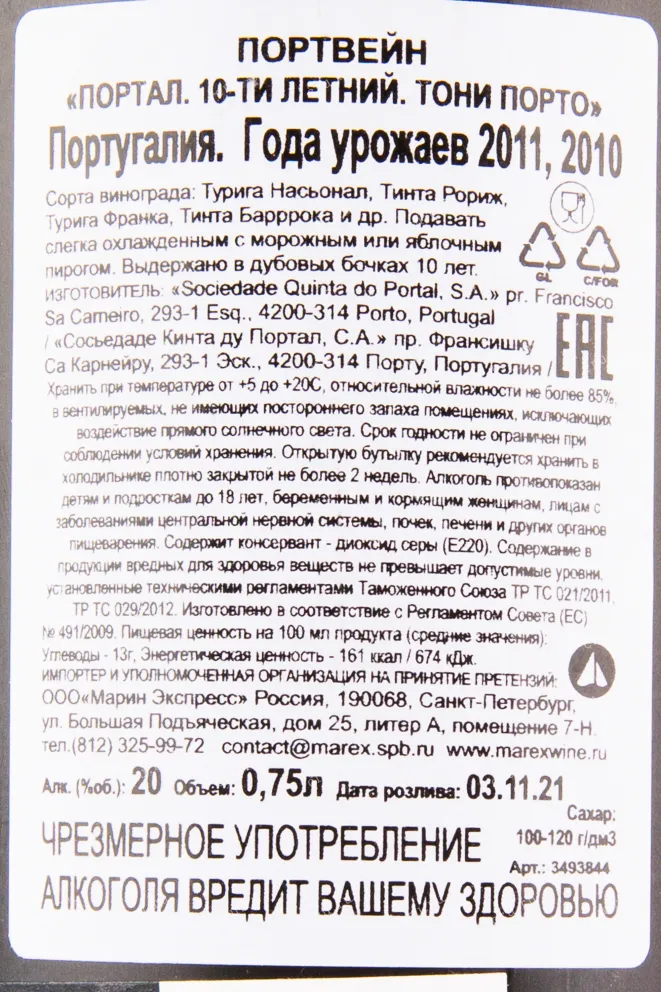 ПОРТВЕЙН
«ПОРТАЛ. 10-ТИ ЛЕТНИЙ. ТОНИ ПОРТО»
Португалия. Года урожаев 2011, 2010
Сорта винограда: Турига Насьонал, Тинта Рориж,
Турига Франка, Тинта Барррока и др. Подавать
слегка охлажденным с морожным или яблочным
пирогом. Выдержано в дубовых бочках 10 лет.
GL C/FOR
ИЗГОТОВИТЕЛЬ: «Sociedade Quinta do Portal, S.A.» pr. Francisco
Sa Carneiro, 293-1 Esq., 4200-314 Porto, Portugal
/ «Сосьедаде Кинта ду Портал, С.А.» пр. Франсишку
Са Карнейру, 293-1 Эск., 4200-314 Порту, Португалия /
EAC
Хранить при температуре от +5 до +20С, относительной влажности не более 85%,
в вентилируемых, не имеющих постороннего запаха помещениях, исключающих
воздействие прямого солнечного света. Срок годности не ограничен при
соблюдении условий хранения. Открытую бутылку рекомендуется хранить в
холодильнике плотно закрытой не более 2 недель. Алкоголь противопоказан
детям и подросткам до 18 лет, беременным и кормящим женщинам, лицам с
заболеваниями центральной нервной системы, почек, печени и других органов
пищеварения. Содержит консервант - диоксид серы (Е220). Содержание в
продукции вредных для здоровья веществ не превышает допустимые уровни,
установленные техническими регламентами Таможенного Союза ТР ТС 021/2011,
ТР ТС 029/2012. Изготовлено в соответствие с Регламентом Совета (ЕС)
№ 491/2009. Пищевая ценность на 100 мл продукта (средние значения):
Углеводы - 13г, Энергетическая ценность - 161 ккал / 674 кДж.
ИМПОРТЕР И УПОЛНОМОЧЕННАЯ ОРГАНИЗАЦИЯ НА ПРИНЯТИЕ ПРЕТЕНЗИЙ:
ООО«Марин Экспресс» Россия, 190068, Санкт-Петербург,
ул. Большая Подъяческая, дом 25, литер А, помещение 7-Н
тел.(812) 325-99-72 contact@marex.spb.ru www.marexwine.ru
Алк. (%об.): 20 Объем: 0,75л Дата розлива: 03.11.21
Сахар:
100-120 г/дм3
Арт.: 3493844
ЧРЕЗМЕРНОЕ УПОТРЕБЛЕНИЕ
АЛКОГОЛЯ ВРЕДИТ ВАШЕМУ ЗДОРОВЬЮ